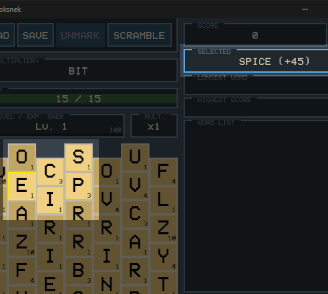 oksnek
AD SAVE UNMARK SCRAMBLE
SCORE
0
SELECTED
SPICE (+45)
MULTIPLIER+
BIT
LONGEST WORD
HIGHEST SCORE
15 / 15
WORD LIST
LEVEL / EXP. SNEK
Lv. 1
100
MULT.
x1
O S U
C P V F
E I R U V L
A R R O C Z
Z R B I I Y
F I E N R T